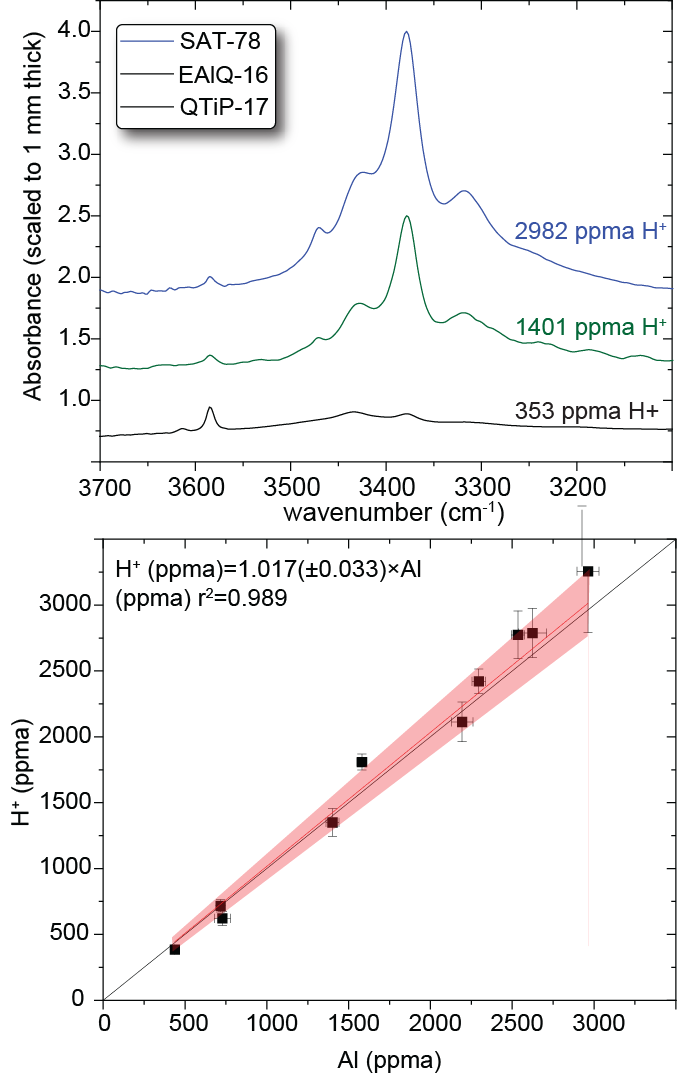 Absorbance (scaled to 1 mm thick)
4.0
3.5
3.0
2.5
2.0
1.5
1.0
SAT-78
EAIQ-16
QTiP-17
2982 ppma H⁺
1401 ppma H⁺
353 ppma H+
3700 3600 3500 3400 3300 3200
wavenumber (cm⁻¹)
H⁺ (ppma)=1.017(±0.033)×Al
(ppma) r²=0.989
H⁺ (ppma)
3000
2500
2000
1500
1000
500
0
0 500 1000 1500 2000 2500 3000
Al (ppma)